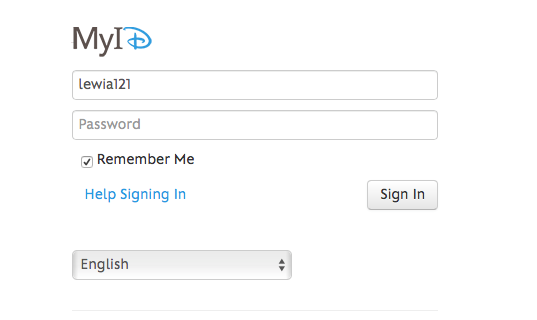 MyID
lewia121
Password
Remember Me
Help Signing In
Sign In
English